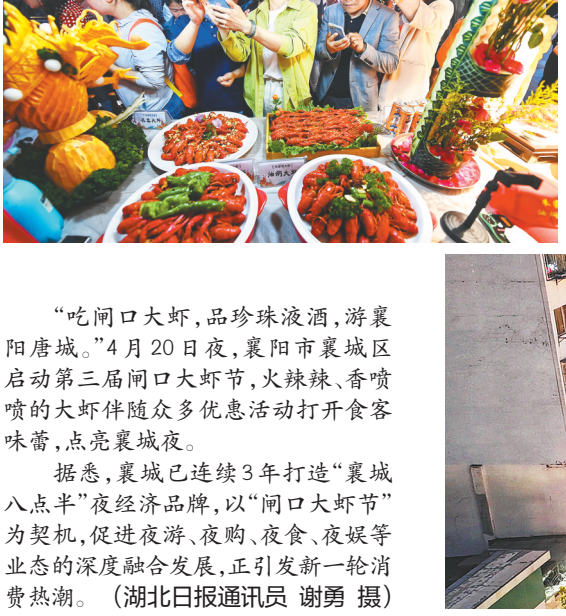 油焖大虾
“吃闸口大虾，品珍珠液酒，游襄
阳唐城。”4月20日夜，襄阳市襄城区
启动第三届闸口大虾节，火辣辣、香喷
喷的大虾伴随众多优惠活动打开食客
味蕾，点亮襄城夜。
据悉，襄城已连续3年打造“襄城
八点半”夜经济品牌，以“闸口大虾节”
为契机，促进夜游、夜购、夜食、夜娱等
业态的深度融合发展，正引发新一轮消
费热潮。（湖北日报通讯员 谢勇 摄）